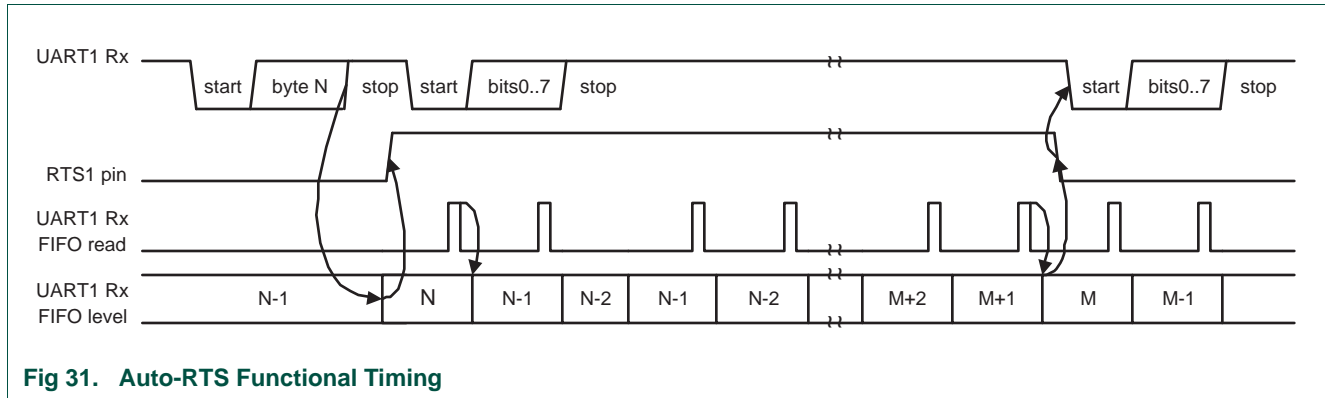 UART1 Rx
start byte N stop start bits0..7 stop start bits0..7 stop
RTS1 pin
UART1 Rx
FIFO read
UART1 Rx
FIFO level
N-1 N N-1 N-2 N-1 N-2 M+2 M+1 M M-1
Fig 31. Auto-RTS Functional Timing